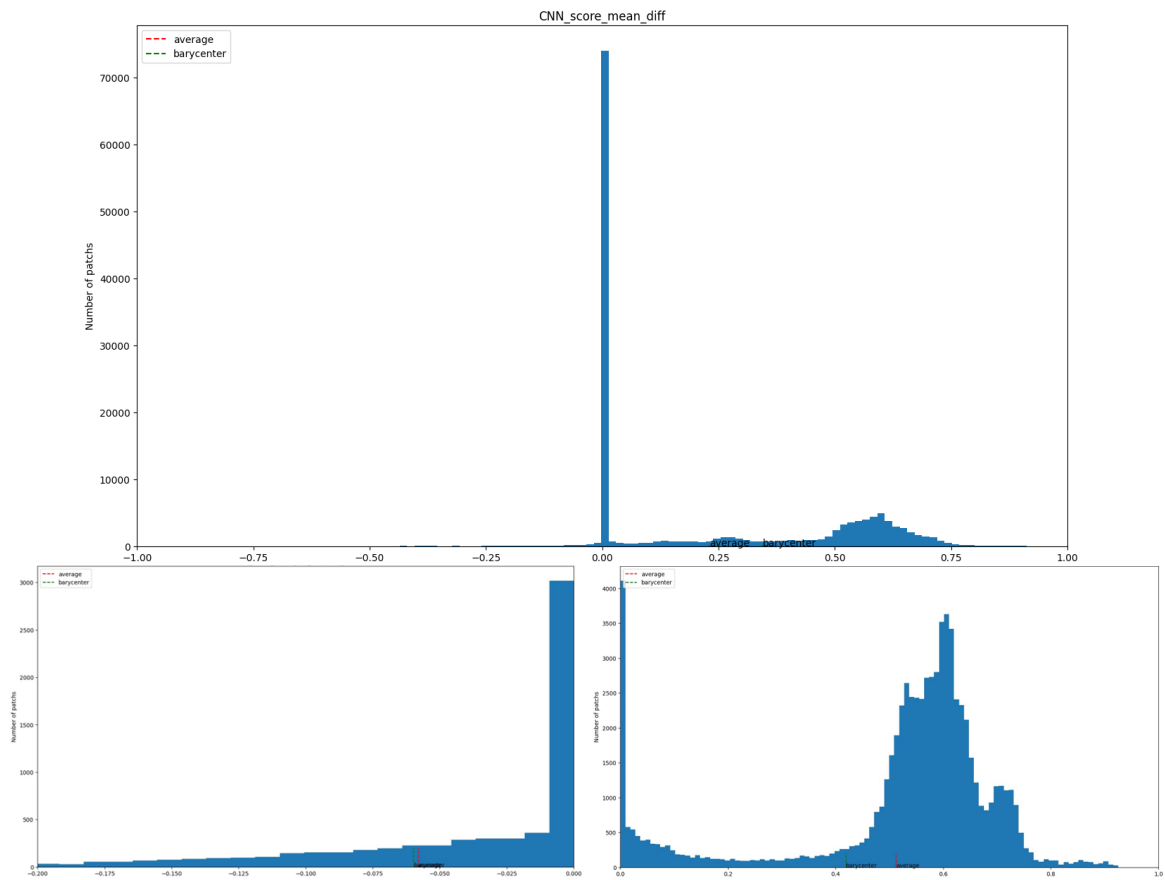 CNN_score_mean_diff
average
barycenter
70000
60000
50000
40000
30000
20000
10000
0
Number of patchs
average barycenter
−1.00 −0.75 −0.50 −0.25 0.00 0.25 0.50 0.75 1.00
average
barycenter
3000
2500
2000
1500
1000
500
0
Number of patchs
−0.200 −0.175 −0.150 −0.125 −0.100 −0.075 −0.050 −0.025 0.000
average
barycenter
4000
3500
3000
2500
2000
1500
1000
500
0
Number of patchs
barycenter average
0.0 0.2 0.4 0.6 0.8 1.0